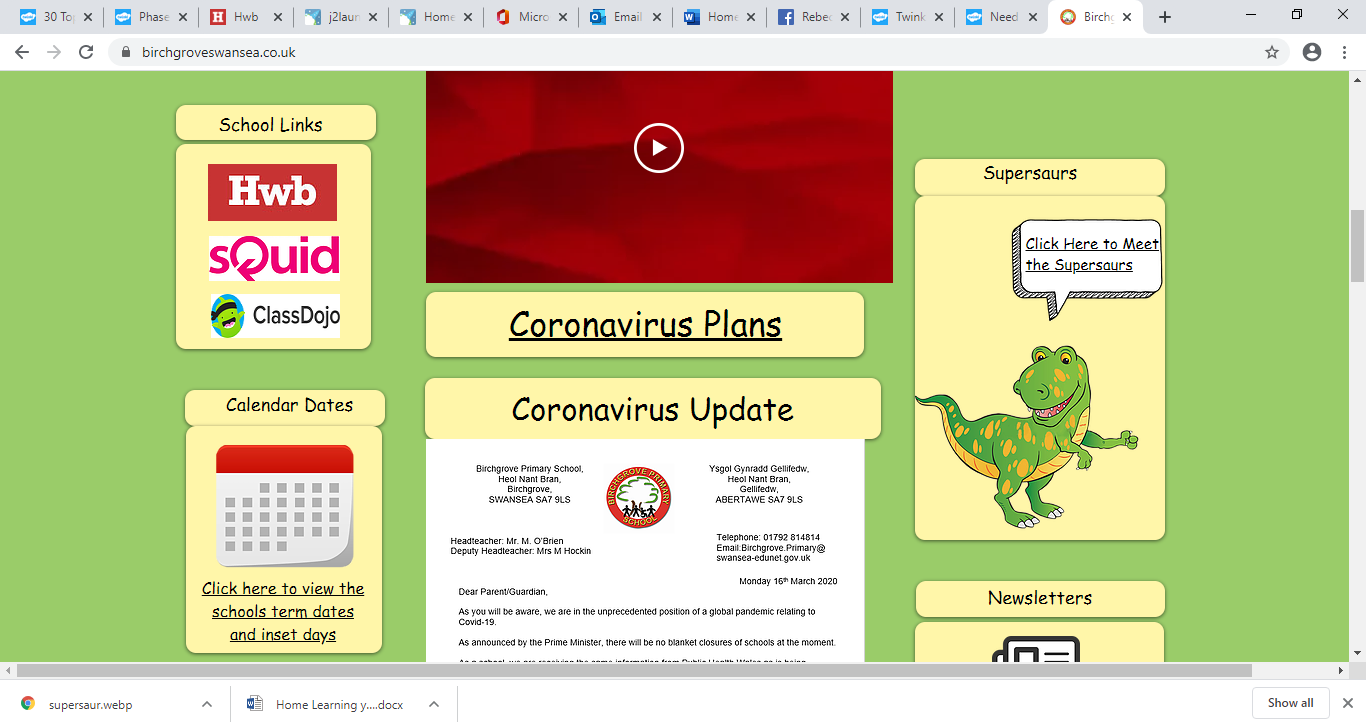 30 To
Phase
Hwb
j2laun
Home
Micro
Email
Home
Rebec
Twink
Need
Birchg
birchgroveswansea.co.uk
School Links
Hwb
sQuid
ClassDojo
Calendar Dates
Click here to view the
schools term dates
and inset days
Coronavirus Plans
Coronavirus Update
Birchgrove Primary School,
Heol Nant Bran,
Birchgrove,
SWANSEA SA7 9LS
BIRCHGROVE PRIMARY
SCHOOL
Ysgol Gynradd Gellifedw,
Heol Nant Bran,
Gellifedw,
ABERTAWE SA7 9LS
Headteacher: Mr. M. O'Brien
Deputy Headteacher: Mrs M Hockin
Telephone: 01792 814814
Email:Birchgrove.Primary@
swansea-edunet.gov.uk
Monday 16th March 2020
Dear Parent/Guardian,
As you will be aware, we are in the unprecedented position of a global pandemic relating to
Covid-19.
As announced by the Prime Minister, there will be no blanket closures of schools at the moment.
Supersaurs
Click Here to Meet
the Supersaurs
Newsletters
supersaur.webp
Home Learning y....docx
Show all